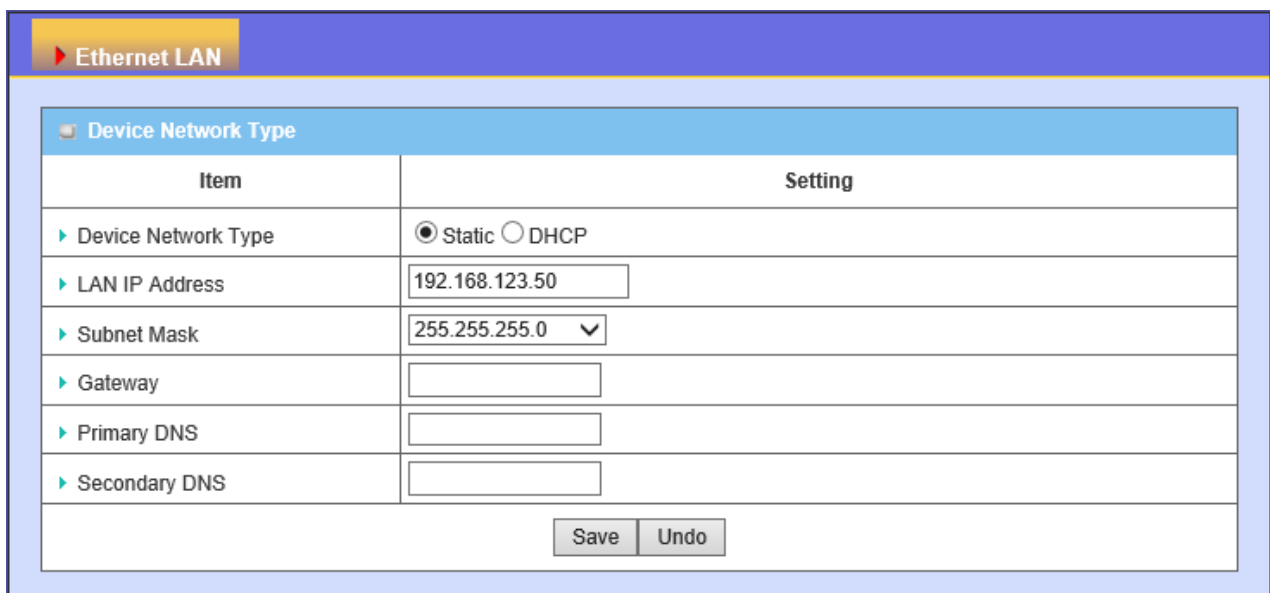 Ethernet LAN
Device Network Type
Item Setting
Device Network Type Static DHCP
LAN IP Address 192.168.123.50
Subnet Mask 255.255.255.0
Gateway
Primary DNS
Secondary DNS
Save Undo